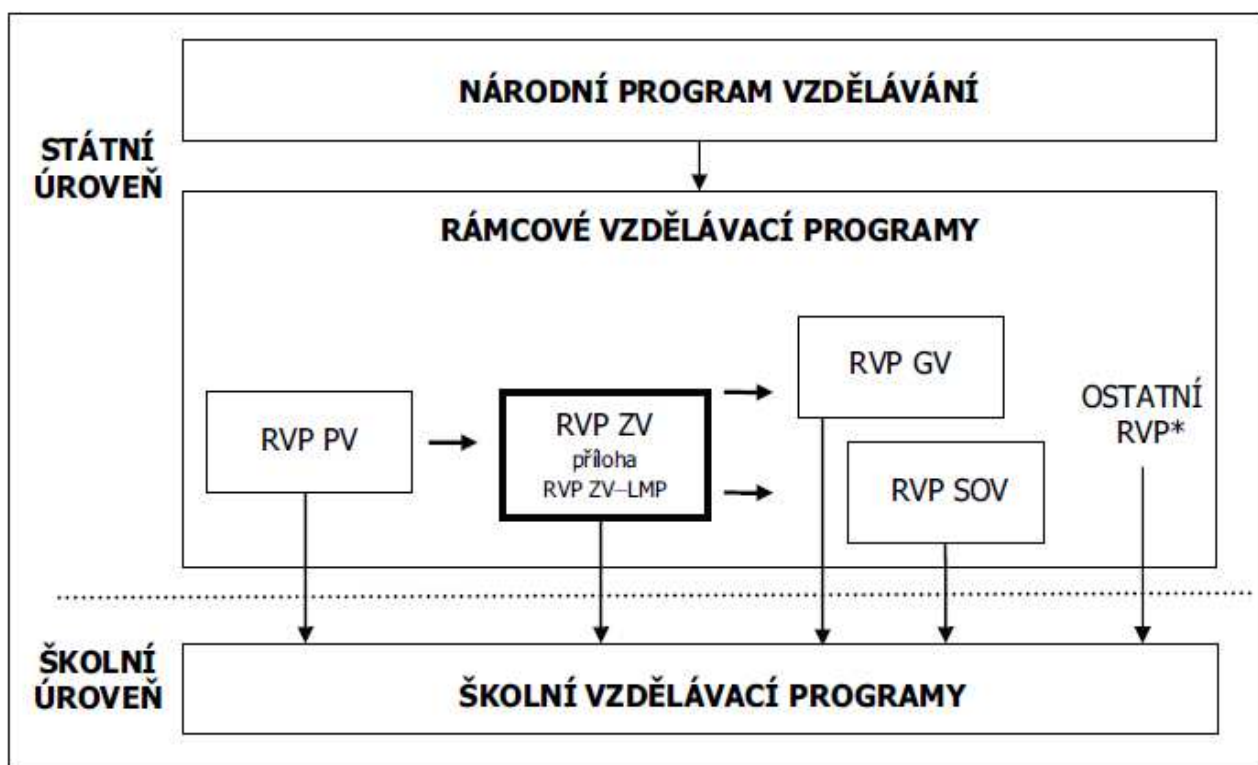 NÁRODNÍ PROGRAM VZDĚLÁVÁNÍ
STÁTNÍ
ÚROVEŇ
RÁMCOVÉ VZDĚLÁVACÍ PROGRAMY
RVP PV
RVP ZV
příloha
RVP ZV–LMP
RVP GV
RVP SOV
OSTATNÍ
RVP*
ŠKOLNÍ
ÚROVEŇ
ŠKOLNÍ VZDĚLÁVACÍ PROGRAMY